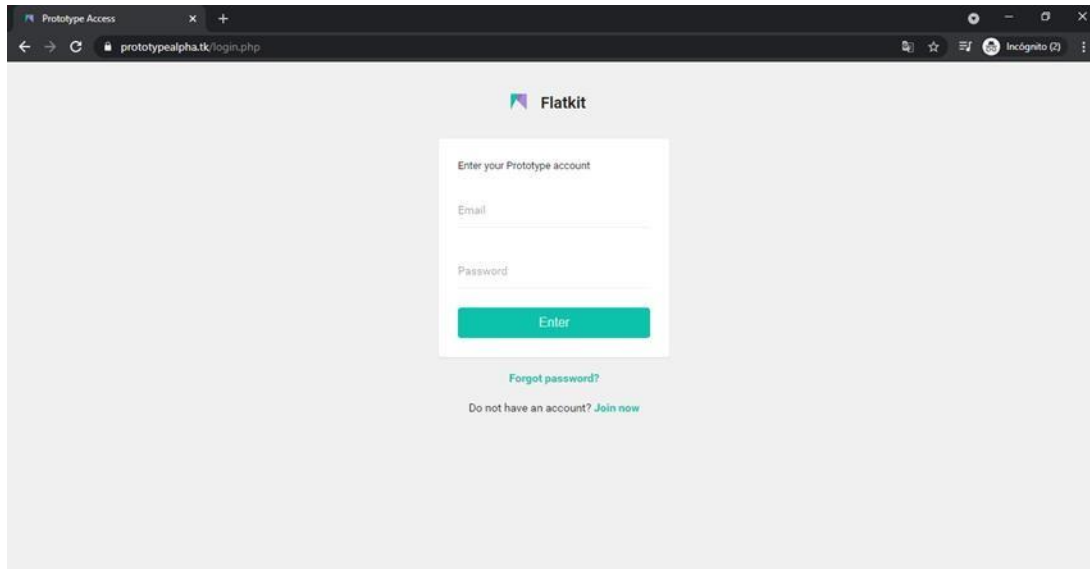 Prototype Access
prototypealpha.tk/login.php
Incógnito (2)
Flatkit
Enter your Prototype account
Email
Password
Enter
Forgot password?
Do not have an account? Join now